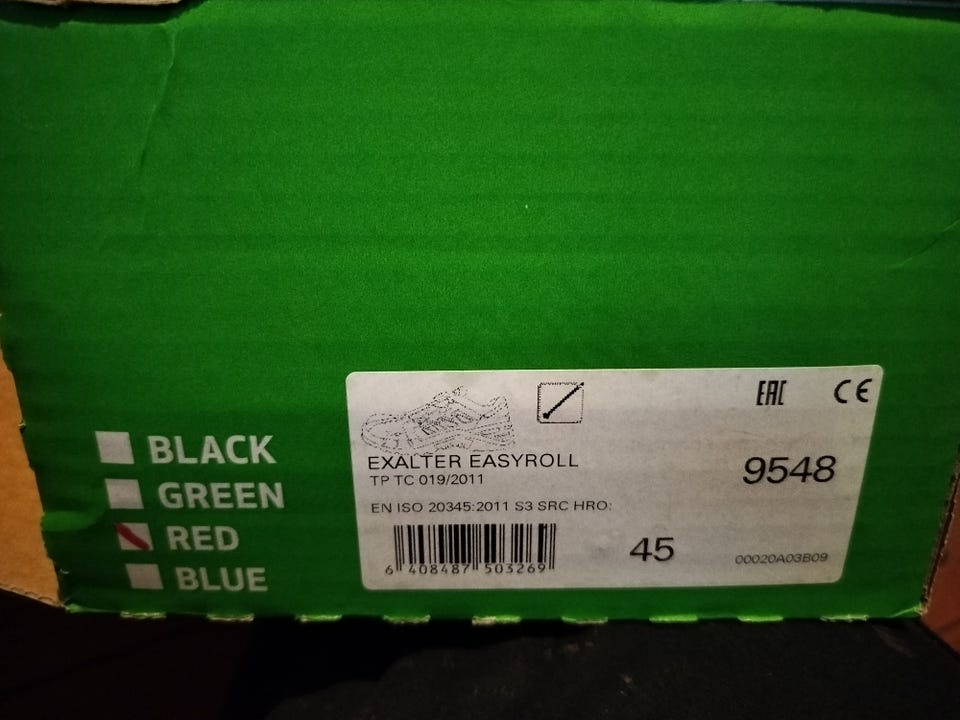 BLACK
GREEN
RED
BLUE
EAC CE
EXALTER EASYROLL
TP TC 019/2011
9548
EN ISO 20345:2011 S3 SRC HRO:
6 408487 503269
45
00020A03B09